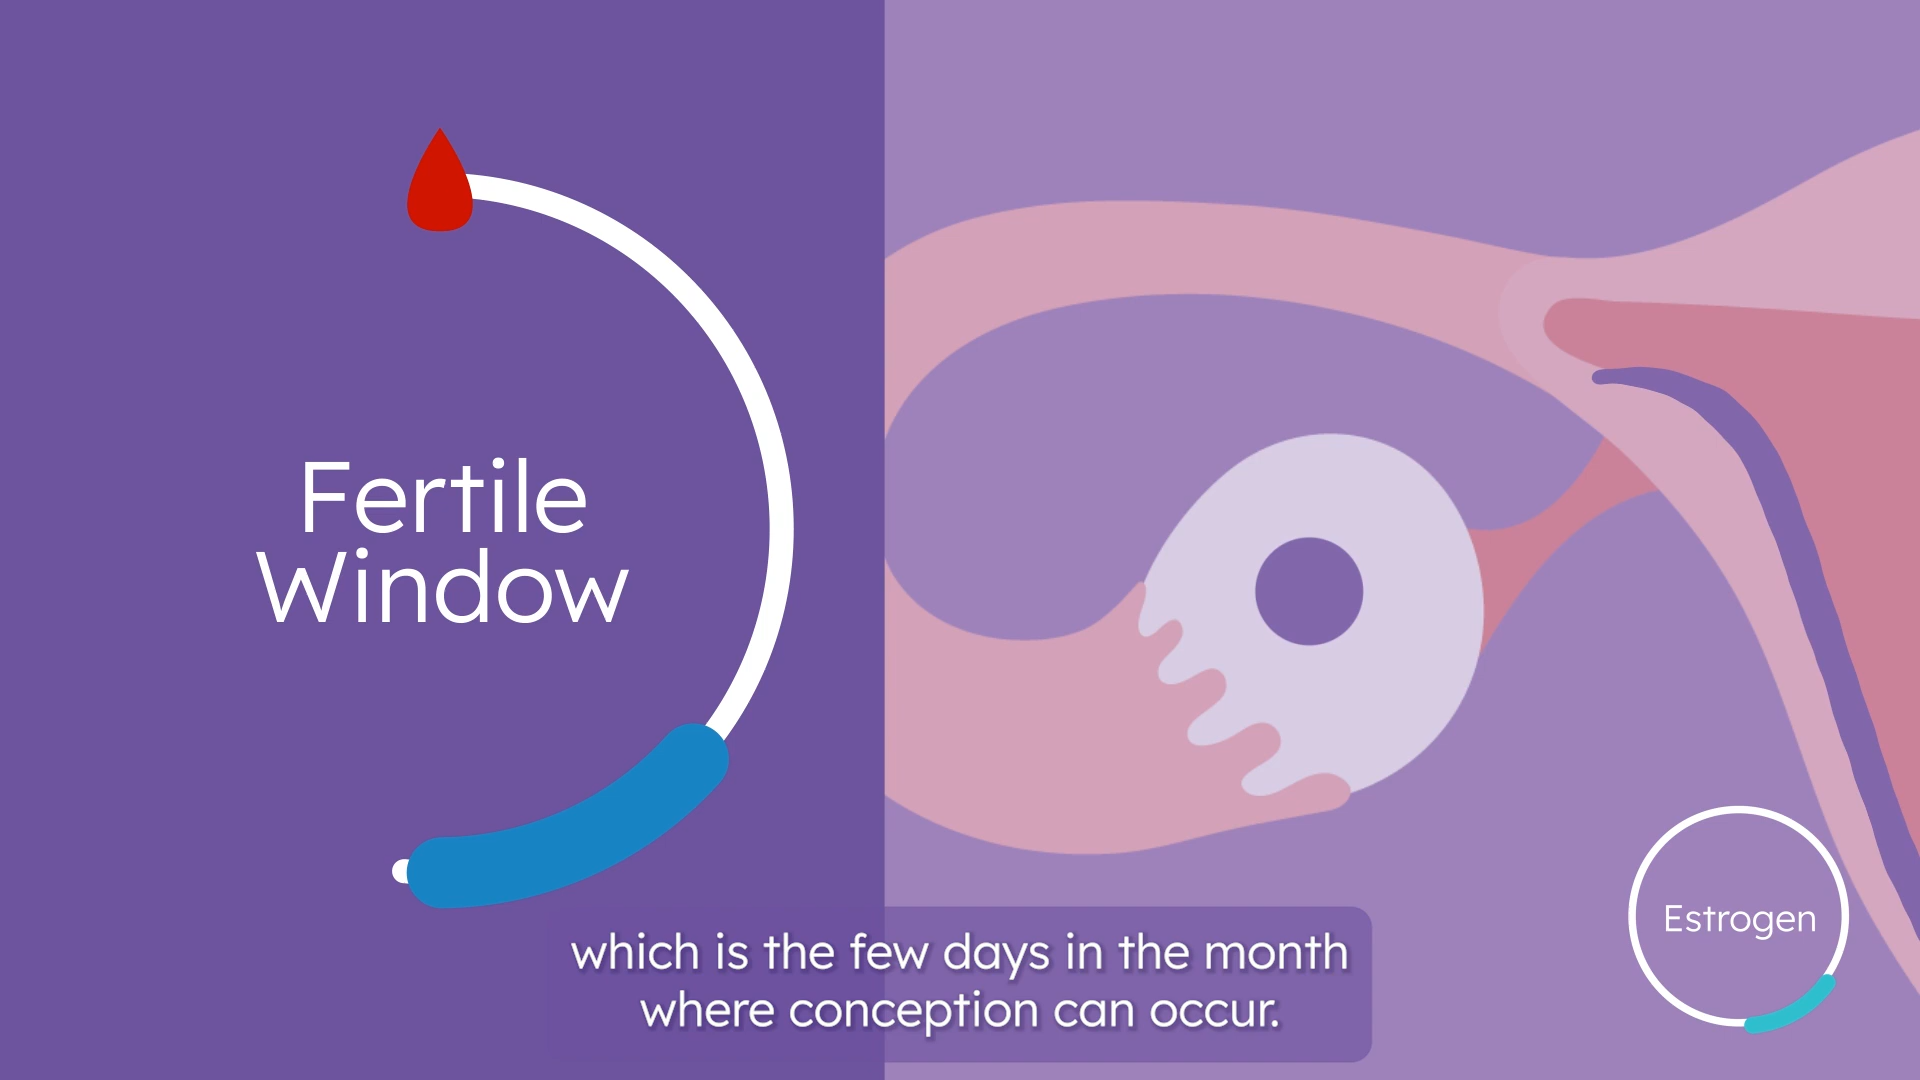 Fertile
Window
Estrogen
which is the few days in the month
where conception can occur.